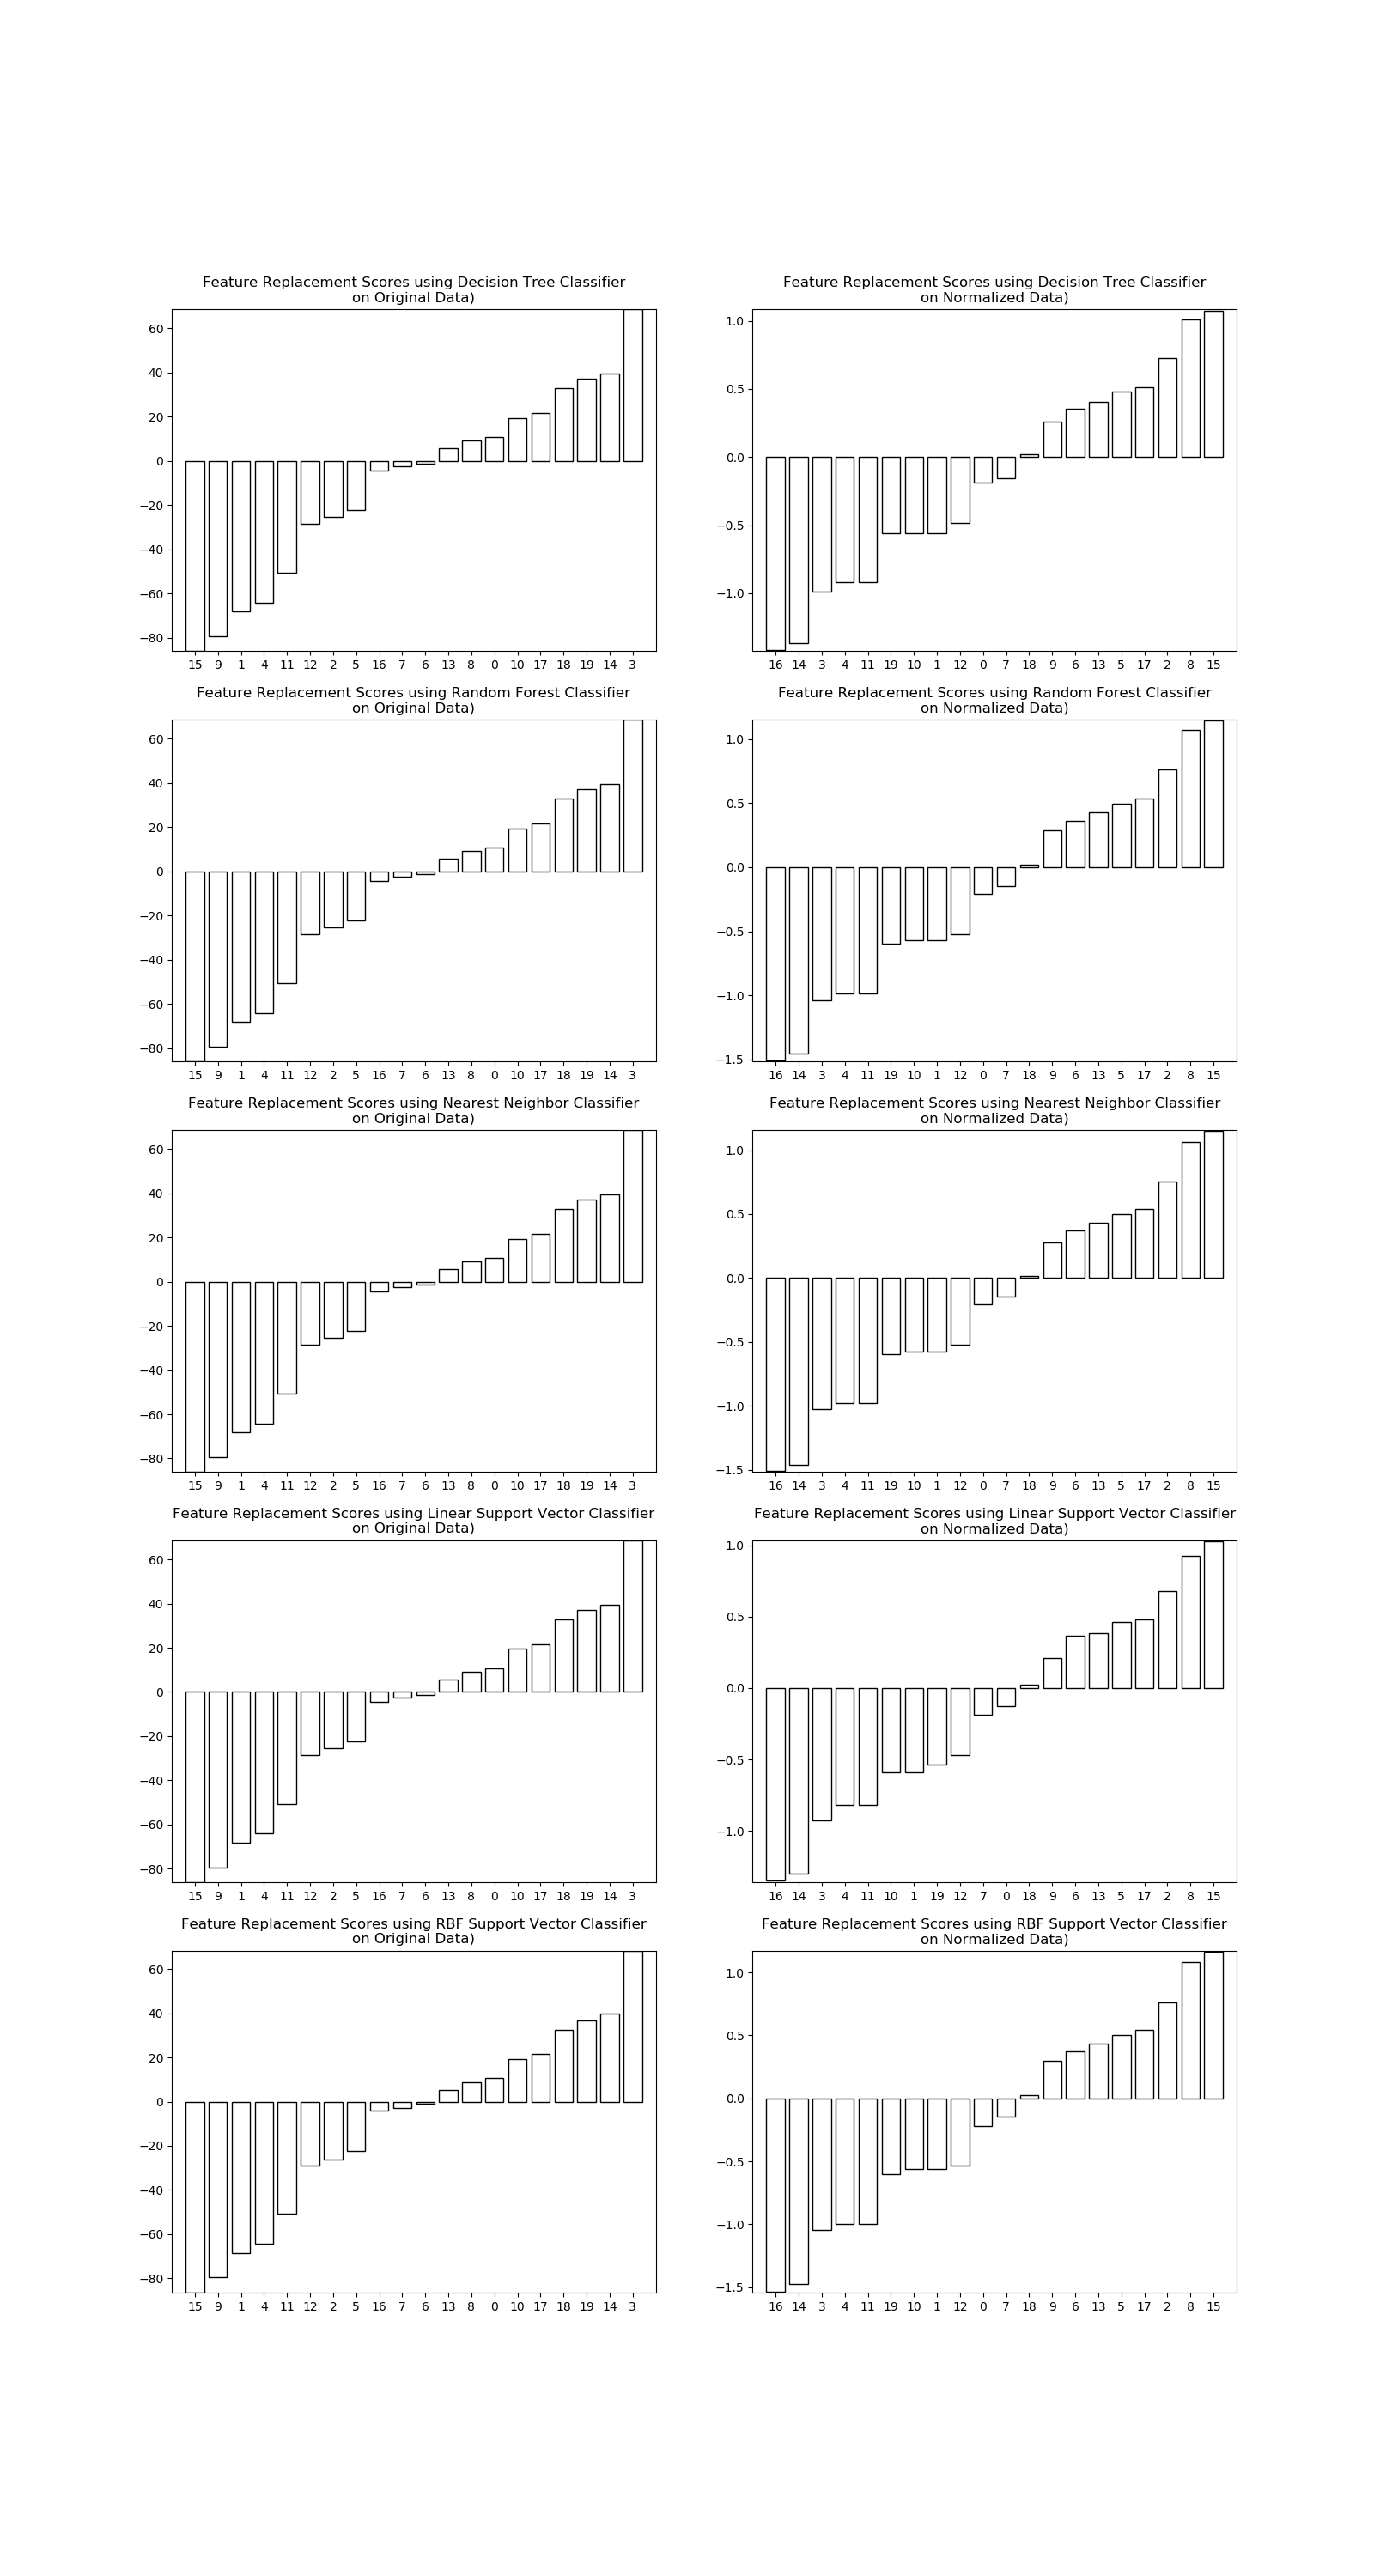 Feature Replacement Scores using Decision Tree Classifier
on Original Data)
60
40
20
0
−20
−40
−60
−80
15 9 1 4 11 12 2 5 16 7 6 13 8 0 10 17 18 19 14 3
Feature Replacement Scores using Decision Tree Classifier
on Normalized Data)
1.0
0.5
0.0
−0.5
−1.0
16 14 3 4 11 19 10 1 12 0 7 18 9 6 13 5 17 2 8 15
Feature Replacement Scores using Random Forest Classifier
on Original Data)
60
40
20
0
−20
−40
−60
−80
15 9 1 4 11 12 2 5 16 7 6 13 8 0 10 17 18 19 14 3
Feature Replacement Scores using Random Forest Classifier
on Normalized Data)
1.0
0.5
0.0
−0.5
−1.0
−1.5
16 14 3 4 11 19 10 1 12 0 7 18 9 6 13 5 17 2 8 15
Feature Replacement Scores using Nearest Neighbor Classifier
on Original Data)
60
40
20
0
−20
−40
−60
−80
15 9 1 4 11 12 2 5 16 7 6 13 8 0 10 17 18 19 14 3
Feature Replacement Scores using Nearest Neighbor Classifier
on Normalized Data)
1.0
0.5
0.0
−0.5
−1.0
−1.5
16 14 3 4 11 19 10 1 12 0 7 18 9 6 13 5 17 2 8 15
Feature Replacement Scores using Linear Support Vector Classifier
on Original Data)
60
40
20
0
−20
−40
−60
−80
15 9 1 4 11 12 2 5 16 7 6 13 8 0 10 17 18 19 14 3
Feature Replacement Scores using Linear Support Vector Classifier
on Normalized Data)
1.0
0.5
0.0
−0.5
−1.0
16 14 3 4 11 10 1 19 12 7 0 18 9 6 13 5 17 2 8 15
Feature Replacement Scores using RBF Support Vector Classifier
on Original Data)
60
40
20
0
−20
−40
−60
−80
15 9 1 4 11 12 2 5 16 7 6 13 8 0 10 17 18 19 14 3
Feature Replacement Scores using RBF Support Vector Classifier
on Normalized Data)
1.0
0.5
0.0
−0.5
−1.0
−1.5
16 14 3 4 11 19 10 1 12 0 7 18 9 6 13 5 17 2 8 15